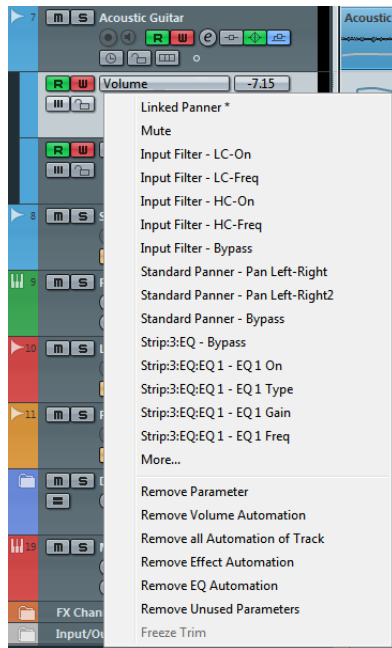 7 m S Acoustic Guitar
Acoustic
R W e
R W Volume -7.15
R W
Linked Panner *
Mute
Input Filter - LC-On
Input Filter - LC-Freq
Input Filter - HC-On
Input Filter - HC-Freq
Input Filter - Bypass
Standard Panner - Pan Left-Right
Standard Panner - Pan Left-Right2
Standard Panner - Bypass
Strip:3:EQ - Bypass
Strip:3:EQ:EQ 1 - EQ 1 On
Strip:3:EQ:EQ 1 - EQ 1 Type
Strip:3:EQ:EQ 1 - EQ 1 Gain
Strip:3:EQ:EQ 1 - EQ 1 Freq
More...
Remove Parameter
Remove Volume Automation
Remove all Automation of Track
Remove Effect Automation
Remove EQ Automation
Remove Unused Parameters
Freeze Trim
8 m S
9 m S
10 m S
11 m S
m S
19 m S
FX Chan
Input/Ou